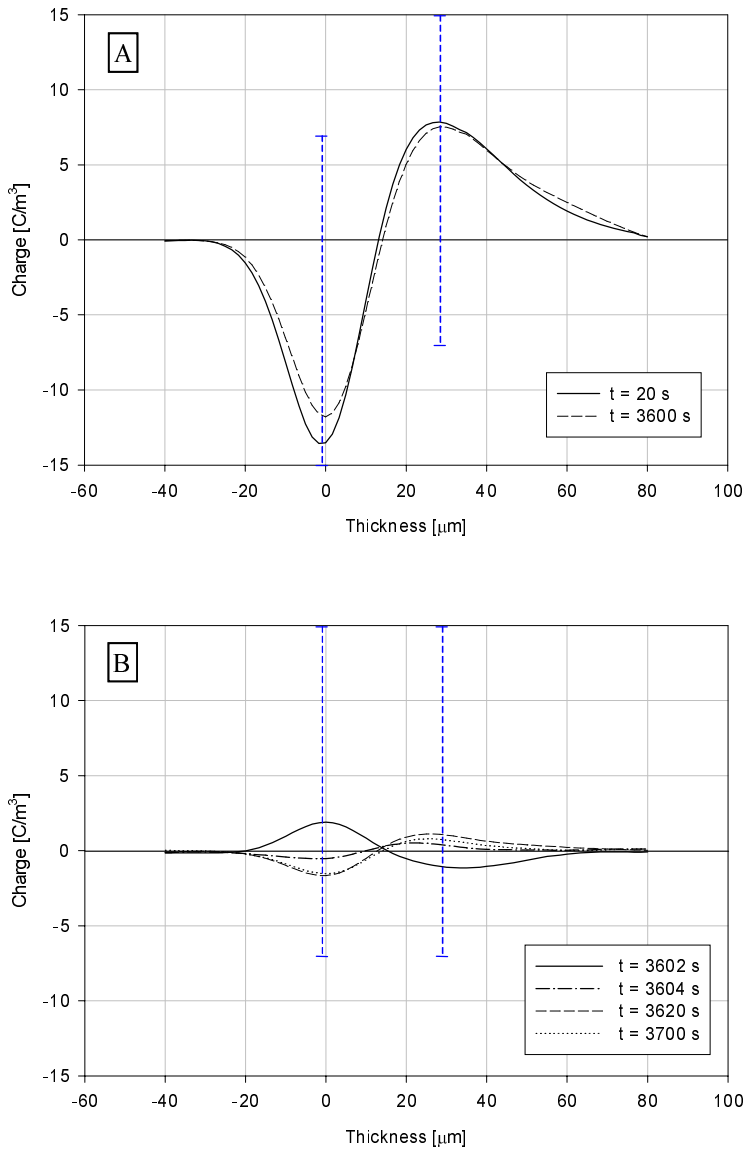 A
15
10
5
0
-5
-10
-15
Charge [C/m³]
t = 20 s
t = 3600 s
-60 -40 -20 0 20 40 60 80 100
Thickness [μm]
B
15
10
5
0
-5
-10
-15
Charge [C/m³]
t = 3602 s
t = 3604 s
t = 3620 s
t = 3700 s
-60 -40 -20 0 20 40 60 80 100
Thickness [μm]